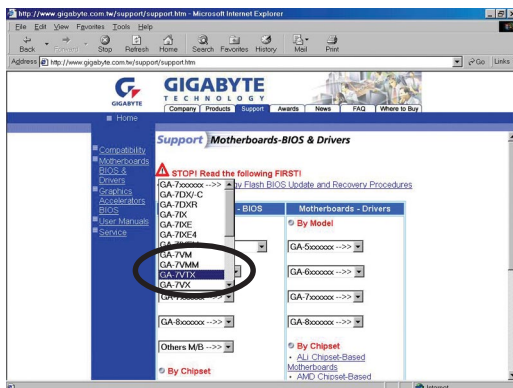 http://www.gigabyte.com.tw/support/support.htm - Microsoft Internet Explorer
File Edit View Favorites Tools Help
Back Forward Stop Refresh Home Search Favorites History Mail Print
Address http://www.gigabyte.com.tw/support/support.htm Go Links
GIGABYTE
GIGABYTE
TECHNOLOGY
Company Products Support Awards News FAQ Where to Buy
Home
Support Motherboards-BIOS & Drivers
Compatibility
Motherboards
BIOS &
Drivers
Graphics
Accelerators
BIOS
User Manuals
Service
STOP! Read the following FIRST!
Flash BIOS Update and Recovery Procedures
GA-7xxxxxx -->>
GA-7DX/-C
GA-7DXR
GA-7IX
GA-7IXE
GA-7IXE4
GA-7VM
GA-7VMM
GA-7VTX
GA-7VX
- BIOS
GA-8xxxxx -->>
Others M/B -->>
By Chipset
Motherboards - Drivers
By Model
GA-5xxxxxx -->>
GA-6xxxxxx -->>
GA-7xxxxxx -->>
GA-8xxxxx -->>
By Chipset
ALi Chipset-Based
Motherboards
AMD Chipset-Based
Internet